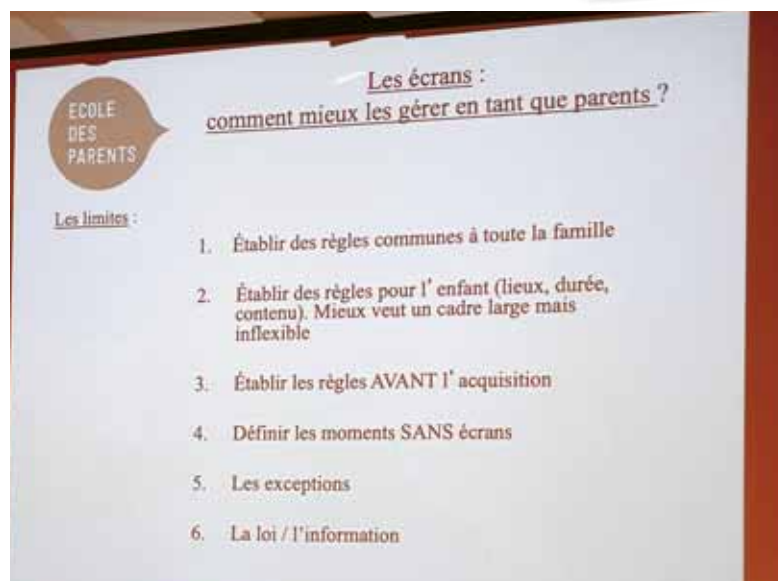 ECOLE
DES
PARENTS
Les écrans :
comment mieux les gérer en tant que parents ?
Les limites :
1. Établir des règles communes à toute la famille
2. Établir des règles pour l’ enfant (lieux, durée,
contenu). Mieux veut un cadre large mais
inflexible
3. Établir les règles AVANT l’ acquisition
4. Définir les moments SANS écrans
5. Les exceptions
6. La loi / l’information